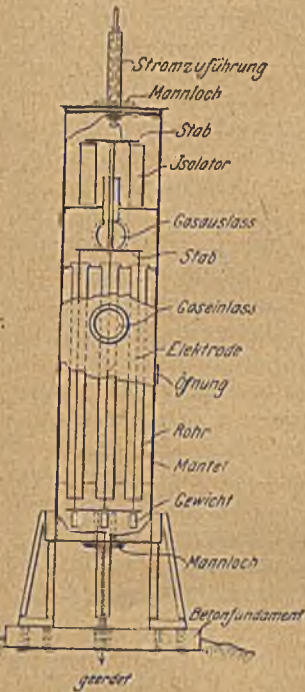 Stromzuführung
Mannloch
Stab
Isolator
Gasauslass
Stab
Gaseinlass
Elektrode
Öffnung
Rohr
Mantel
Gewicht
Mannloch
Betonfundament
geerdet